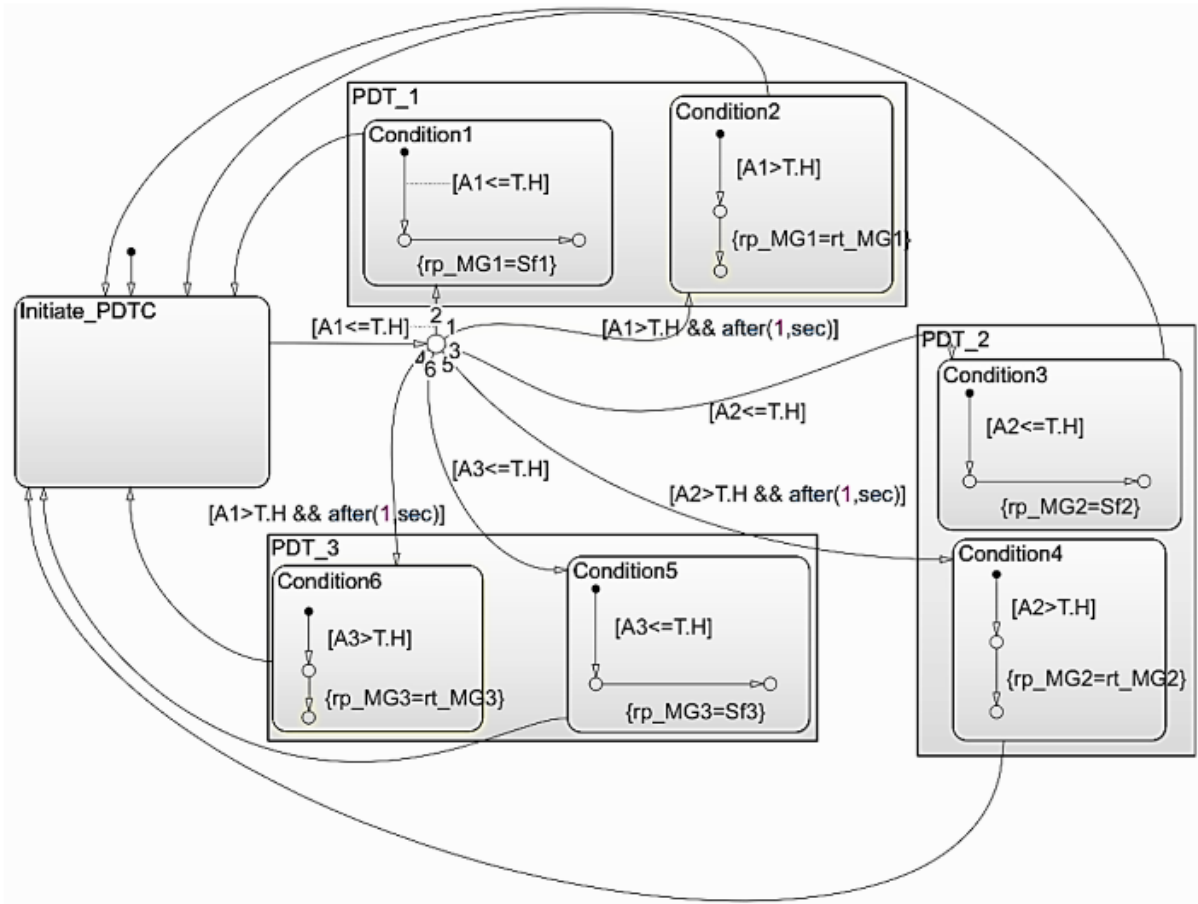 PDT_1
Condition1
[A1<=T.H]
{rp_MG1=Sf1}
Condition2
[A1>T.H]
{rp_MG1=rt_MG1}
Initiate_PDTC
[A1<=T.H]
2
1
3
4
5
6
[A1>T.H && after(1,sec)]
[A2<=T.H]
[A3<=T.H]
[A2>T.H && after(1,sec)]
[A1>T.H && after(1,sec)]
PDT_2
Condition3
[A2<=T.H]
{rp_MG2=Sf2}
Condition4
[A2>T.H]
{rp_MG2=rt_MG2}
PDT_3
Condition6
[A3>T.H]
{rp_MG3=rt_MG3}
Condition5
[A3<=T.H]
{rp_MG3=Sf3}